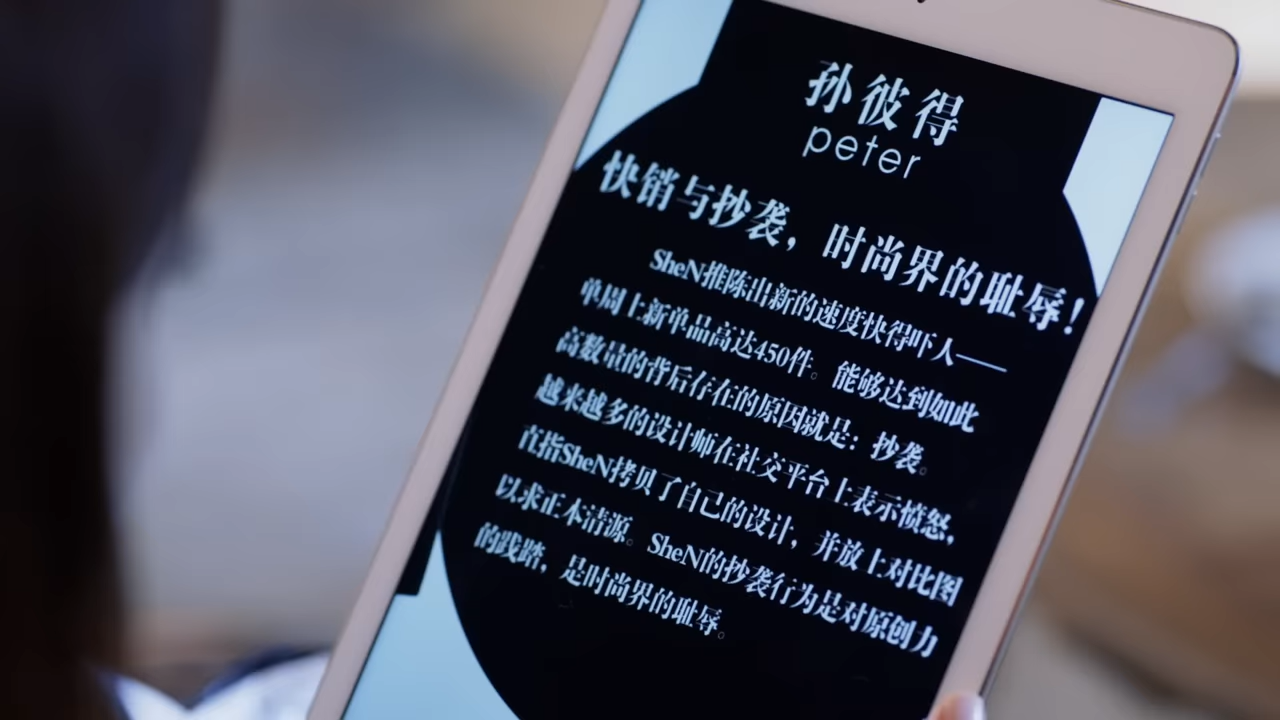 孙彼得
peter
快销与抄袭，时尚界的耻辱！
SheN推陈出新的速度快得吓人——
单周上新单品高达450件。能够达到如此
高数量的背后存在的原因就是：抄袭。
越来越多的设计师在社交平台上表示愤怒，
直指SheN拷贝了自己的设计，并放上对比图
以求正本洁源。SheN的抄袭行为是对原创力
的践踏，是时尚界的耻辱。